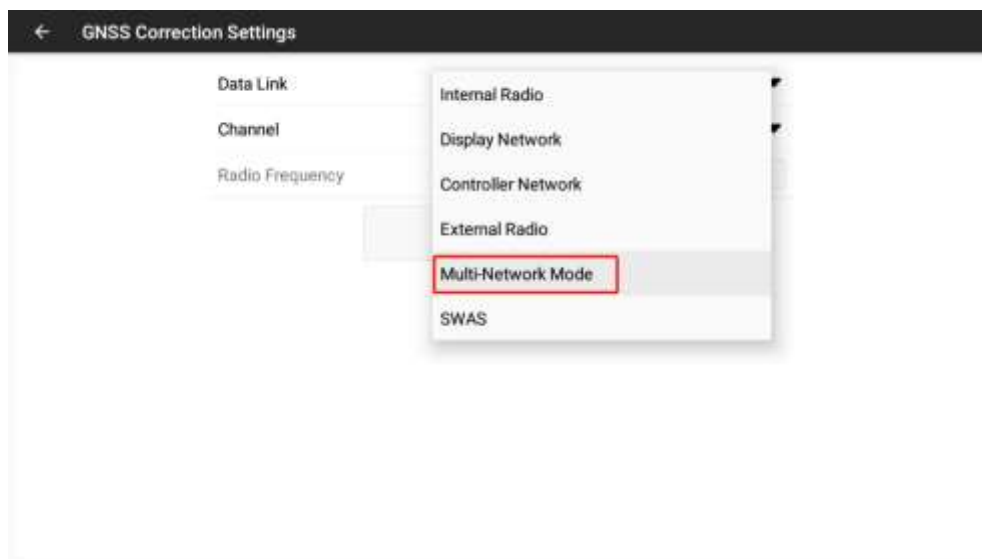 GNSS Correction Settings
Data Link
Internal Radio
Channel
Display Network
Radio Frequency
Controller Network
External Radio
Multi-Network Mode
SWAS